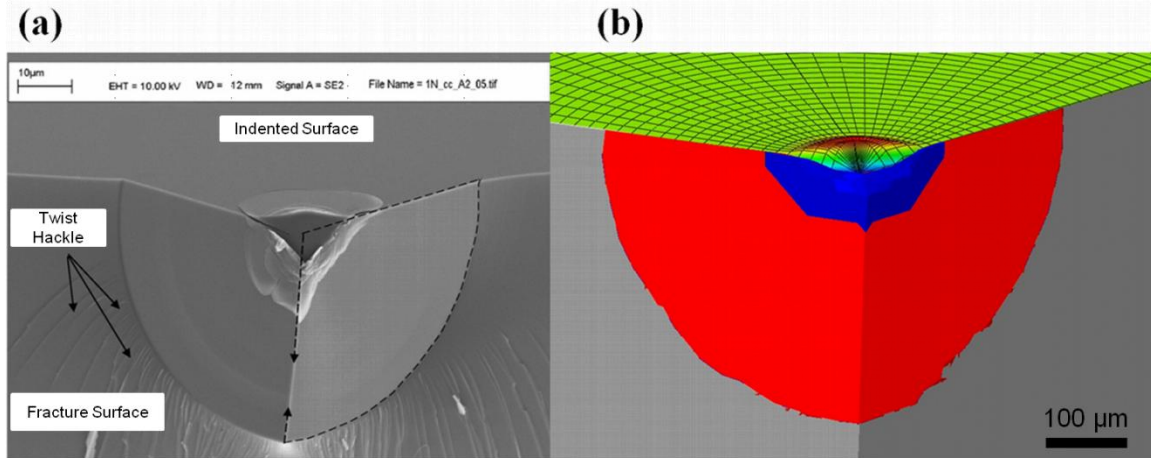 (a)
(b)
10µm
EHT = 10.00 kV WD = 12 mm Signal A = SE2 File Name = 1N_cc_A2_05.tif
Indented Surface
Twist
Hackle
Fracture Surface
100 µm